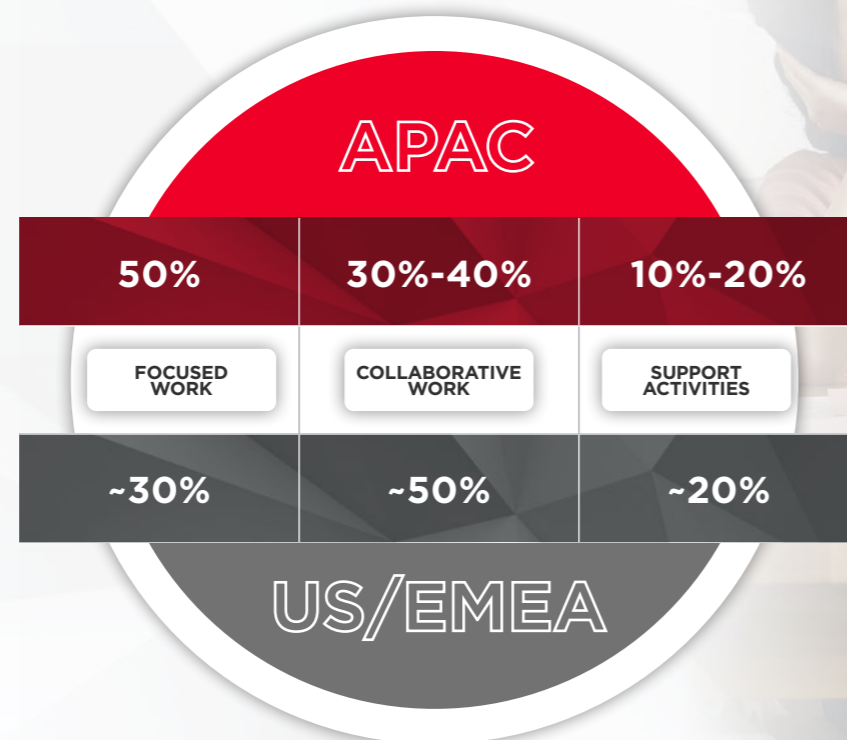 APAC
50% 30%-40% 10%-20%
FOCUSED COLLABORATIVE SUPPORT
WORK WORK ACTIVITIES
~30% ~50% ~20%
US/EMEA